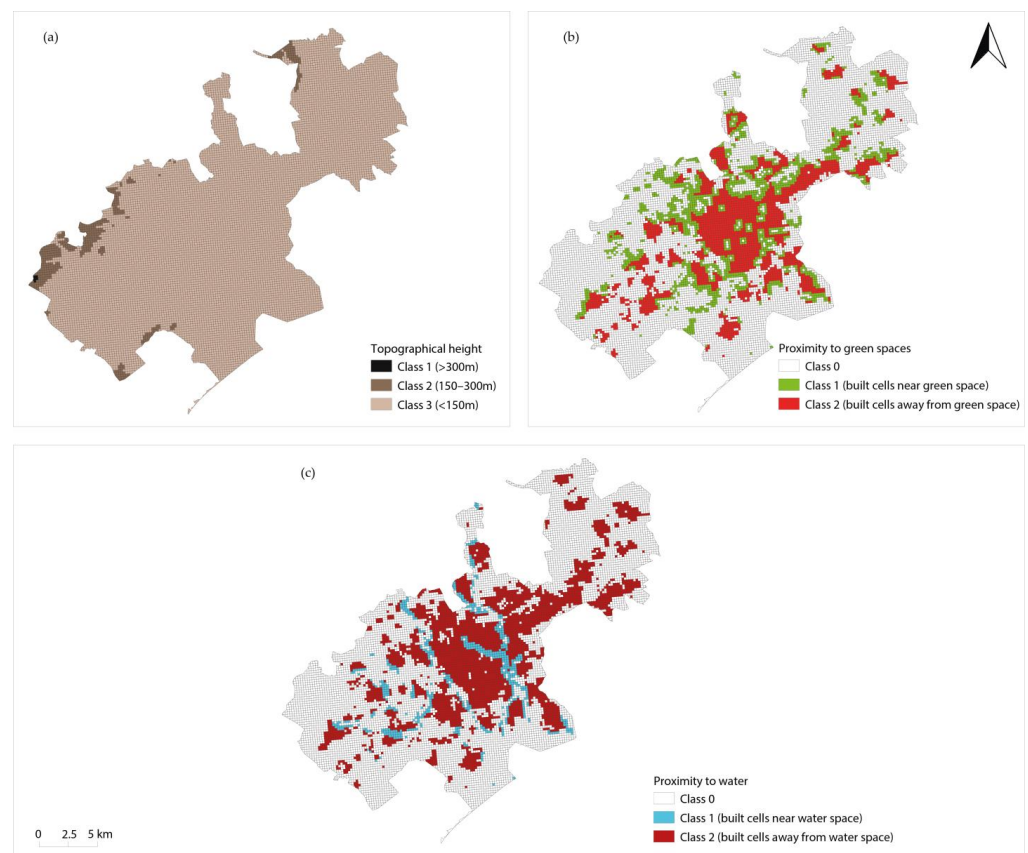 (a)
Topographical height
Class 1 (>300m)
Class 2 (150–300m)
Class 3 (<150m)
(b)
Proximity to green spaces
Class 0
Class 1 (built cells near green space)
Class 2 (built cells away from green space)
(c)
Proximity to water
Class 0
Class 1 (built cells near water space)
Class 2 (built cells away from water space)
0 2.5 5 km